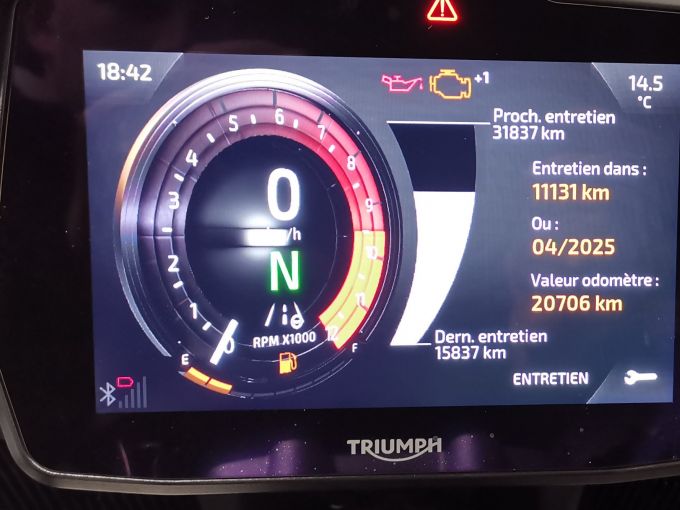 18:42
+1
14.5
°C
Proch. entretien
31837 km
Entretien dans :
11131 km
Ou :
04/2025
Valeur odomètre :
20706 km
Dern. entretien
15837 km
ENTRETIEN
0
/h
N
0
1
2
3
4
5
6
7
8
9
10
11
12
RPM X1000
E
F
TRIUMPH